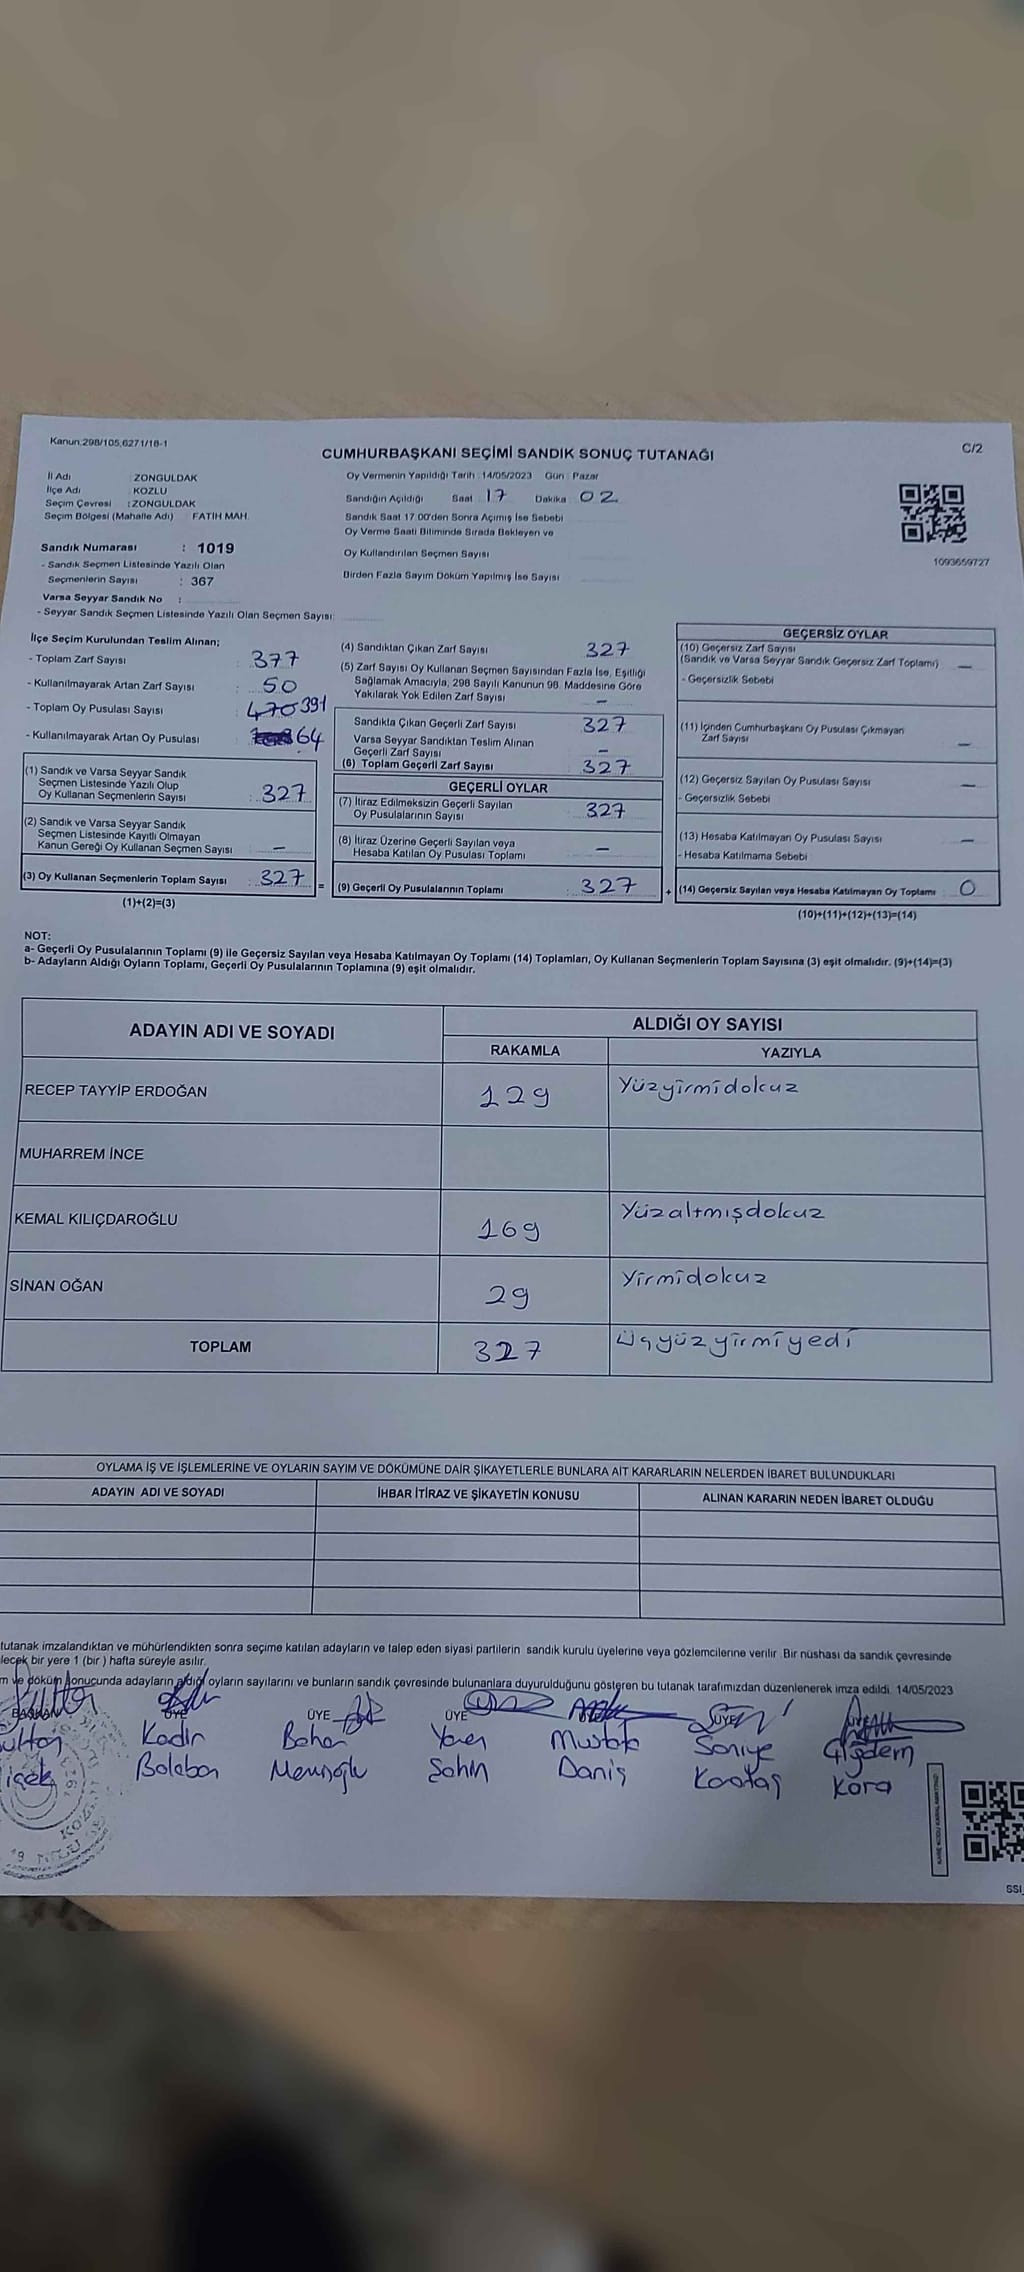 Kanun:298/105,6271/18-1
C/2
CUMHURBAŞKANI SEÇİMİ SANDIK SONUÇ TUTANAĞI
İl Adı : ZONGULDAK
İlçe Adı : KOZLU
Seçim Çevresi : ZONGULDAK
Seçim Bölgesi (Mahalle Adı) FATİH MAH.
Sandık Numarası : 1019
- Sandık Seçmen Listesinde Yazılı Olan
Seçmenlerin Sayısı : 367
Varsa Seyyar Sandık No :
- Seyyar Sandık Seçmen Listesinde Yazılı Olan Seçmen Sayısı:
Oy Vermenin Yapıldığı Tarih : 14/05/2023 Gün : Pazar
Sandığın Açıldığı Saat 17 Dakika 02
Sandık Saat 17.00'den Sonra Açımış İse Sebebi
Oy Verme Saati Bitiminde Sırada Bekleyen ve
Oy Kullandırılan Seçmen Sayısı
Birden Fazla Sayım Döküm Yapılmış İse Sayısı
1093659727
İlçe Seçim Kurulundan Teslim Alınan;
- Toplam Zarf Sayısı : 377
- Kullanılmayarak Artan Zarf Sayısı : 50
- Toplam Oy Pusulası Sayısı : 470 391
- Kullanılmayarak Artan Oy Pusulası : 64
(1) Sandık ve Varsa Seyyar Sandık
Seçmen Listesinde Yazılı Olup
Oy Kullanan Seçmenlerin Sayısı : 327
(2) Sandık ve Varsa Seyyar Sandık
Seçmen Listesinde Kayıtlı Olmayan
Kanun Gereği Oy Kullanan Seçmen Sayısı : -
(3) Oy Kullanan Seçmenlerin Toplam Sayısı : 327 =
(1)+(2)=(3)
(4) Sandıktan Çıkan Zarf Sayısı 327
(5) Zarf Sayısı Oy Kullanan Seçmen Sayısından Fazla İse, Eşitliği
Sağlamak Amacıyla, 298 Sayılı Kanunun 98. Maddesine Göre
Yakılarak Yok Edilen Zarf Sayısı -
Sandıkta Çıkan Geçerli Zarf Sayısı 327
Varsa Seyyar Sandıktan Teslim Alınan
Geçerli Zarf Sayısı -
(6) Toplam Geçerli Zarf Sayısı 327
GEÇERLİ OYLAR
(7) İtiraz Edilmeksizin Geçerli Sayılan
Oy Pusulalarının Sayısı : 327
(8) İtiraz Üzerine Geçerli Sayılan veya
Hesaba Katılan Oy Pusulası Toplamı : -
(9) Geçerli Oy Pusulalarının Toplamı : 327 +
GEÇERSİZ OYLAR
(10) Geçersiz Zarf Sayısı
(Sandık ve Varsa Seyyar Sandık Geçersiz Zarf Toplamı) -
- Geçersizlik Sebebi
(11) İçinden Cumhurbaşkanı Oy Pusulası Çıkmayan
Zarf Sayısı -
(12) Geçersiz Sayılan Oy Pusulası Sayısı -
- Geçersizlik Sebebi
(13) Hesaba Katılmayan Oy Pusulası Sayısı -
- Hesaba Katılmama Sebebi
(14) Geçersiz Sayılan veya Hesaba Katılmayan Oy Toplamı 0
(10)+(11)+(12)+(13)=(14)
NOT:
a- Geçerli Oy Pusulalarının Toplamı (9) ile Geçersiz Sayılan veya Hesaba Katılmayan Oy Toplamı (14) Toplamları, Oy Kullanan Seçmenlerin Toplam Sayısına (3) eşit olmalıdır. (9)+(14)=(3)
b- Adayların Aldığı Oyların Toplamı, Geçerli Oy Pusulalarının Toplamına (9) eşit olmalıdır.
ADAYIN ADI VE SOYADI ALDIĞI OY SAYISI
RAKAMLA YAZIYLA
RECEP TAYYİP ERDOĞAN 129 Yüzyirmidokuz
MUHARREM İNCE
KEMAL KILIÇDAROĞLU 169 Yüzaltmışdokuz
SİNAN OĞAN 29 Yirmidokuz
TOPLAM 327 Üçyüzyirmiyedi
OYLAMA İŞ VE İŞLEMLERİNE VE OYLARIN SAYIM VE DÖKÜMÜNE DAİR ŞİKAYETLERLE BUNLARA AİT KARARLARIN NELERDEN İBARET BULUNDUKLARI
ADAYIN ADI VE SOYADI İHBAR İTİRAZ VE ŞİKAYETİN KONUSU ALINAN KARARIN NEDEN İBARET OLDUĞU
tutanak imzalandıktan ve mühürlendikten sonra seçime katılan adayların ve talep eden siyasi partilerin sandık kurulu üyelerine veya gözlemcilerine verilir. Bir nüshası da sandık çevresinde
lecek bir yere 1 (bir) hafta süreyle asılır.
m ve döküm sonucunda adayların aldığı oyların sayılarını ve bunların sandık çevresinde bulunanlara duyurulduğunu gösteren bu tutanak tarafımızdan düzenlenerek imza edildi. 14/05/2023
BAŞKAN ÜYE ÜYE ÜYE ÜYE ÜYE
Kadir Yener Mustafa Soniye Çiğdem
Balaban Şahin Daniş Karataş Kara
SSI